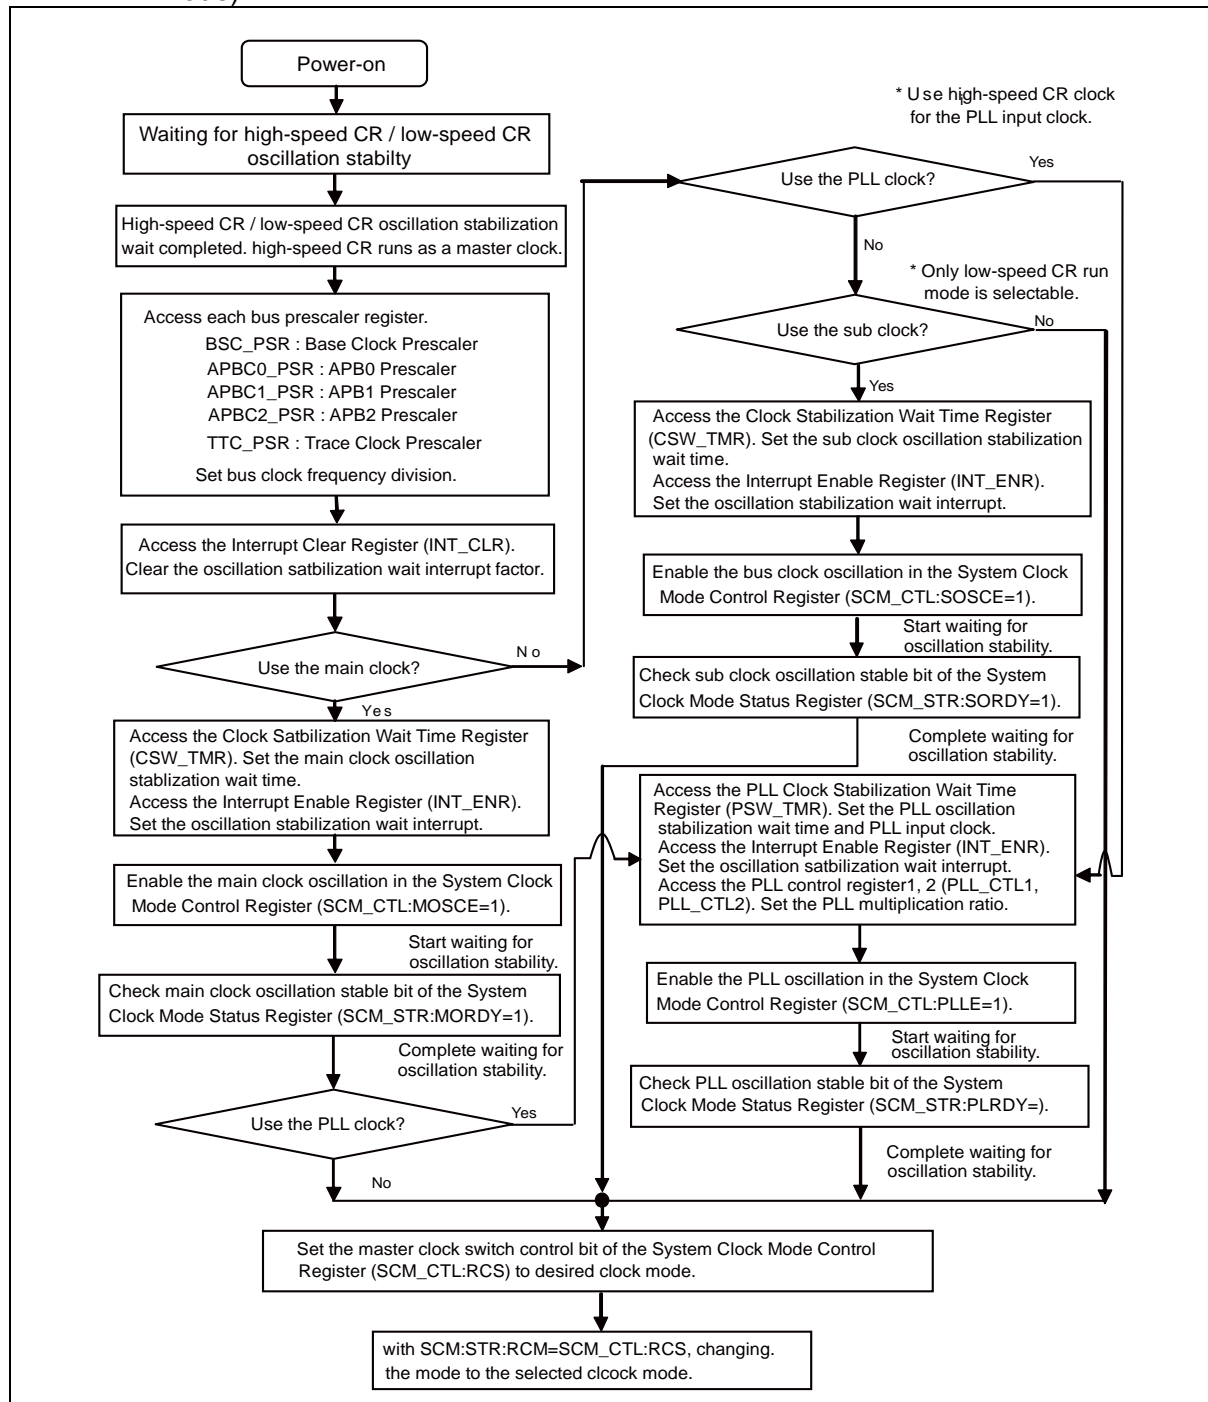 Power-on
Waiting for high-speed CR / low-speed CR
oscillation stabilty
High-speed CR / low-speed CR oscillation stabilization
wait completed. high-speed CR runs as a master clock.
Access each bus prescaler register.
BSC_PSR : Base Clock Prescaler
APBC0_PSR : APB0 Prescaler
APBC1_PSR : APB1 Prescaler
APBC2_PSR : APB2 Prescaler
TTC_PSR : Trace Clock Prescaler
Set bus clock frequency division.
Access the Interrupt Clear Register (INT_CLR).
Clear the oscillation satbilization wait interrupt factor.
Use the main clock?
No
Yes
Access the Clock Satbilization Wait Time Register
(CSW_TMR). Set the main clock oscillation
stablization wait time.
Access the Interrupt Enable Register (INT_ENR).
Set the oscillation stabilization wait interrupt.
Enable the main clock oscillation in the System Clock
Mode Control Register (SCM_CTL:MOSCE=1).
Start waiting for
oscillation stability.
Check main clock oscillation stable bit of the System
Clock Mode Status Register (SCM_STR:MORDY=1).
Complete waiting for
oscillation stability.
Use the PLL clock?
Yes
No
* Use high-speed CR clock
for the PLL input clock.
Use the PLL clock?
Yes
No
* Only low-speed CR run
mode is selectable.
Use the sub clock?
No
Yes
Access the Clock Stabilization Wait Time Register
(CSW_TMR). Set the sub clock oscillation stabilization
wait time.
Access the Interrupt Enable Register (INT_ENR).
Set the oscillation stabilization wait interrupt.
Enable the bus clock oscillation in the System Clock
Mode Control Register (SCM_CTL:SOSCE=1).
Start waiting for
oscillation stability.
Check sub clock oscillation stable bit of the System
Clock Mode Status Register (SCM_STR:SORDY=1).
Complete waiting for
oscillation stability.
Access the PLL Clock Stabilization Wait Time
Register (PSW_TMR). Set the PLL oscillation
stabilization wait time and PLL input clock.
Access the Interrupt Enable Register (INT_ENR).
Set the oscillation satbilization wait interrupt.
Access the PLL control register1, 2 (PLL_CTL1,
PLL_CTL2). Set the PLL multiplication ratio.
Enable the PLL oscillation in the System Clock
Mode Control Register (SCM_CTL:PLLE=1).
Start waiting for
oscillation stability.
Check PLL oscillation stable bit of the System
Clock Mode Status Register (SCM_STR:PLRDY=).
Complete waiting for
oscillation stability.
Set the master clock switch control bit of the System Clock Mode Control
Register (SCM_CTL:RCS) to desired clock mode.
with SCM:STR:RCM=SCM_CTL:RCS, changing.
the mode to the selected clcock mode.